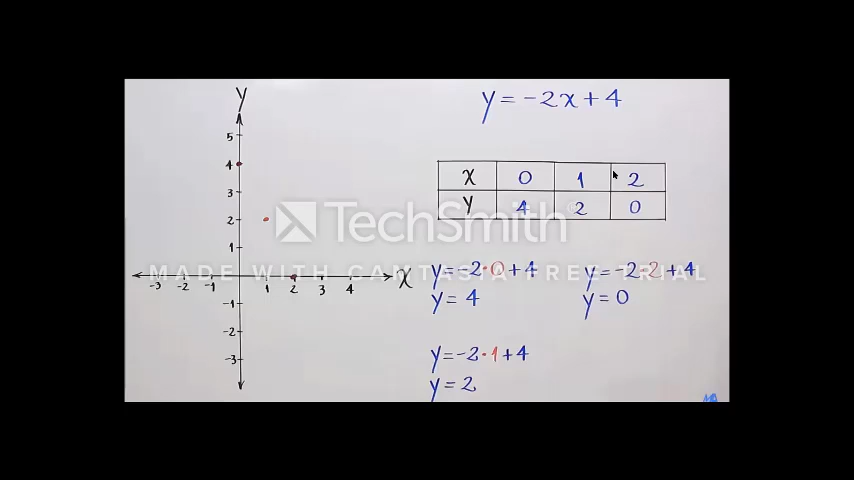 y
y = -2x + 4
5
4
3
2
1
x 0 1 2
y 4 2 0
TechSmith
MADE WITH CAMTASIA FREE TRIAL
-3 -2 -1 1 2 3 4 x
-1
-2
-3
y = -2 · 0 + 4
y = 4
y = -2 · 2 + 4
y = 0
y = -2 · 1 + 4
y = 2